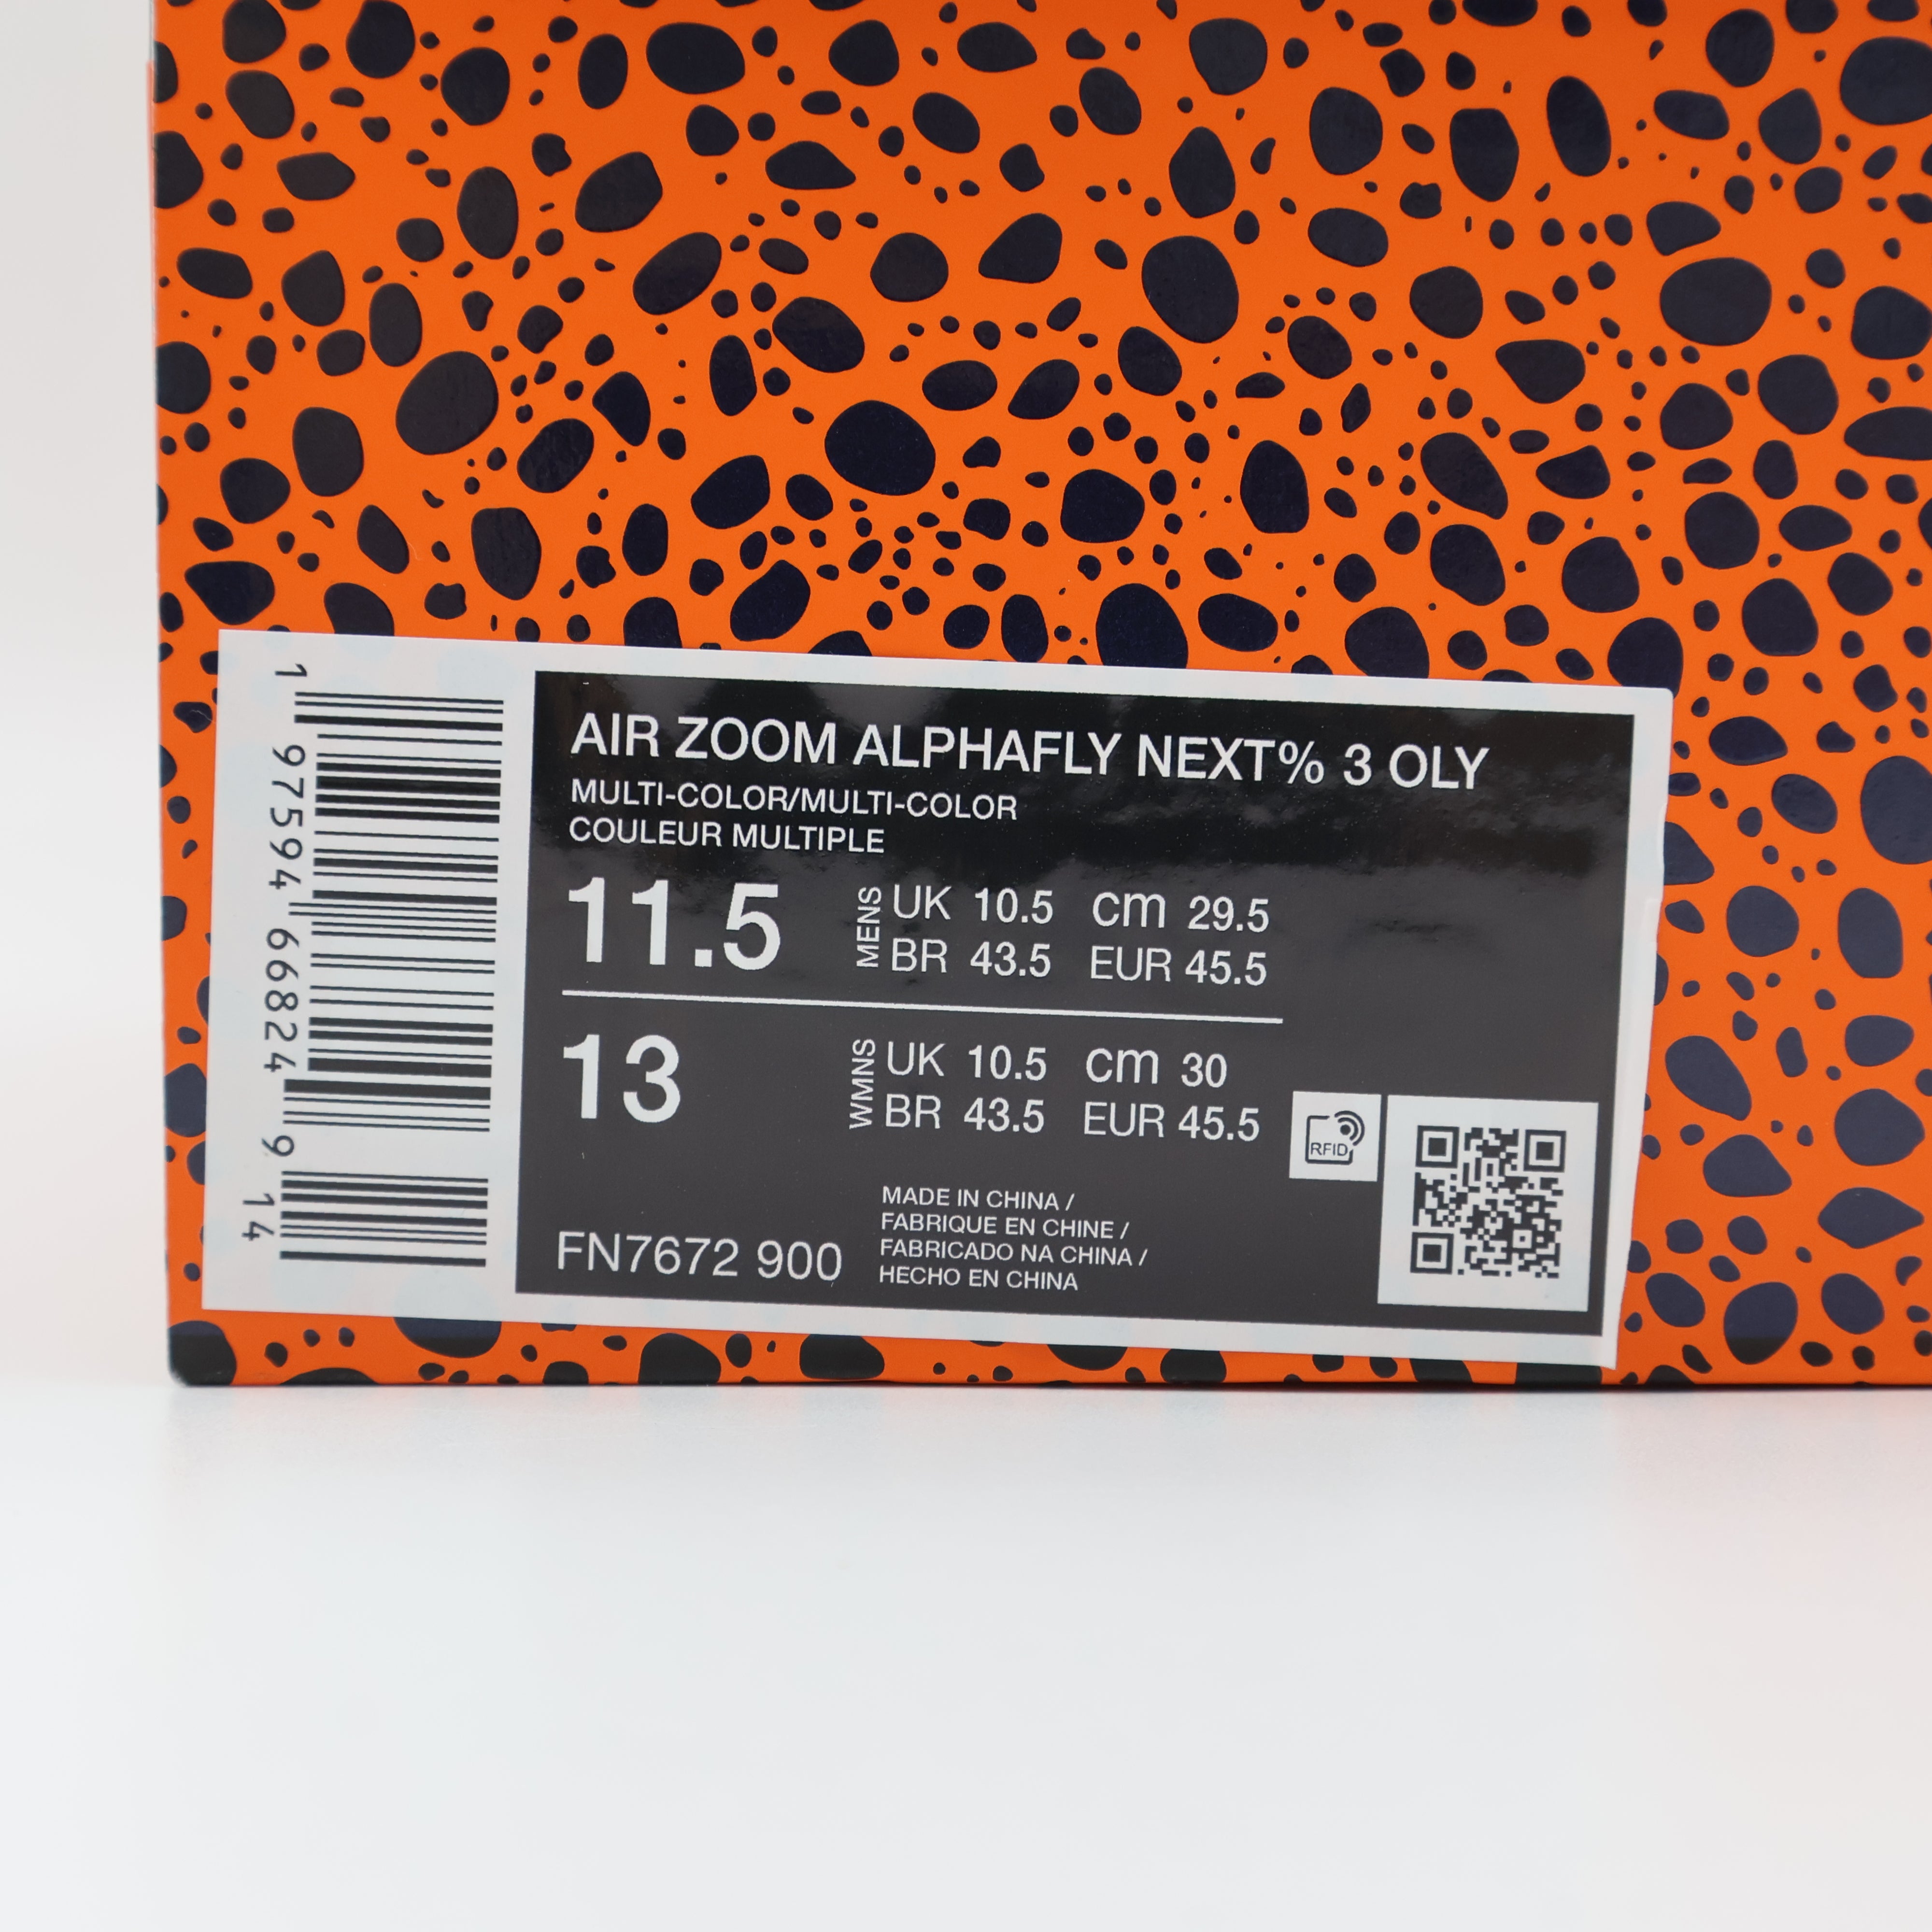 AIR ZOOM ALPHAFLY NEXT% 3 OLY
MULTI-COLOR/MULTI-COLOR
COULEUR MULTIPLE
11.5
MENS
UK 10.5 cm 29.5
BR 43.5 EUR 45.5
13
WMNS
UK 10.5 cm 30
BR 43.5 EUR 45.5
RFID
FN7672 900
MADE IN CHINA /
FABRIQUE EN CHINE /
FABRICADO NA CHINA /
HECHO EN CHINA
1 97594 66824 9 14